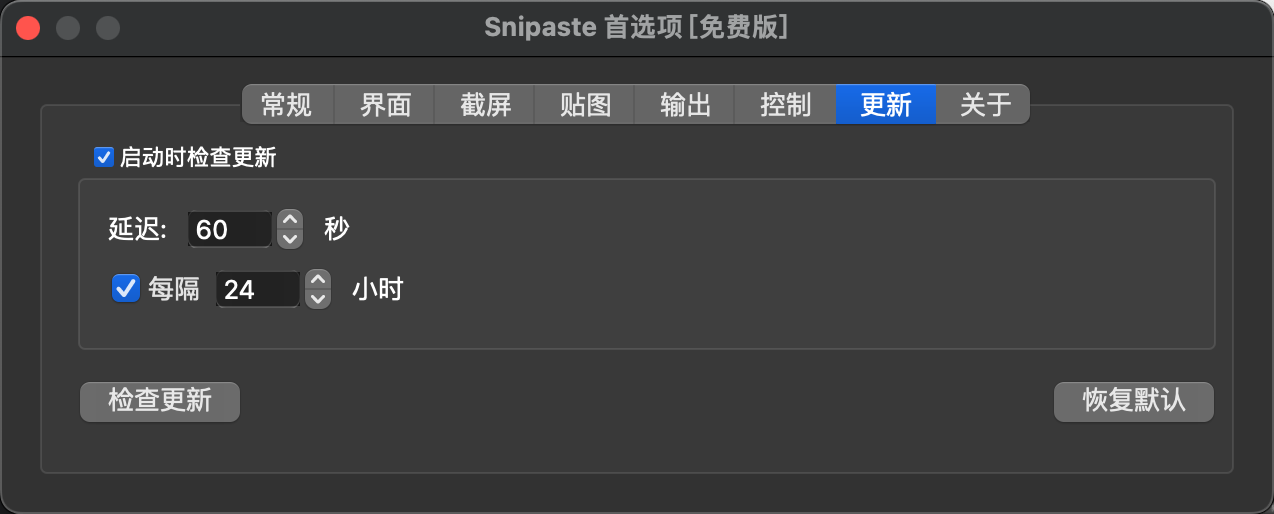 Snipaste 首选项 [免费版]
常规 界面 截屏 贴图 输出 控制 更新 关于
启动时检查更新
延迟: 60 秒
每隔 24 小时
检查更新 恢复默认